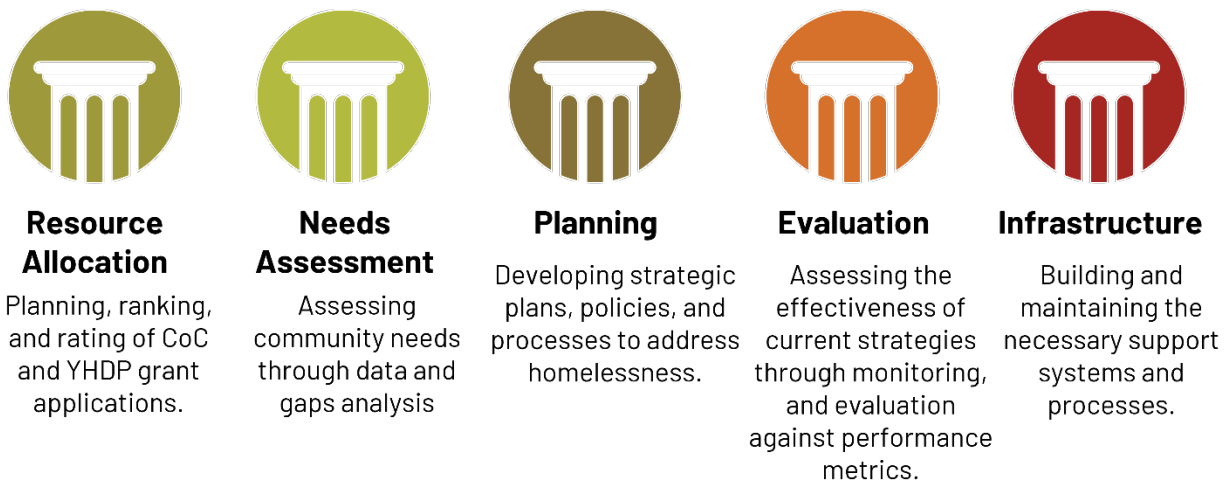 Resource
Allocation
Planning, ranking,
and rating of CoC
and YHDP grant
applications.
Needs
Assessment
Assessing
community needs
through data and
gaps analysis
Planning
Developing strategic
plans, policies, and
processes to address
homelessness.
Evaluation
Assessing the
effectiveness of
current strategies
through monitoring,
and evaluation
against performance
metrics.
Infrastructure
Building and
maintaining the
necessary support
systems and
processes.